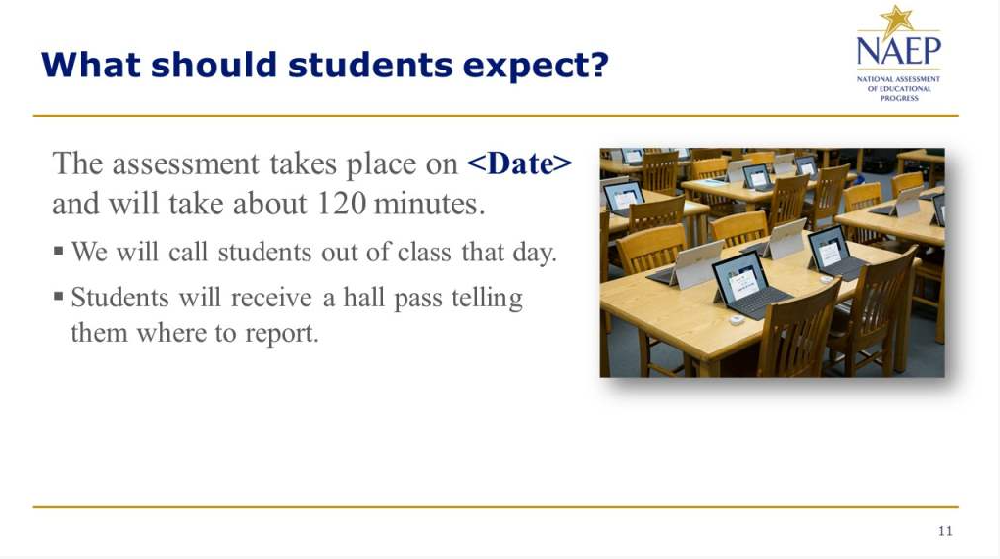 What should students expect?
NAEP
NATIONAL ASSESSMENT
OF EDUCATIONAL
PROGRESS
The assessment takes place on <Date>
and will take about 120 minutes.
▪ We will call students out of class that day.
▪ Students will receive a hall pass telling
them where to report.
11